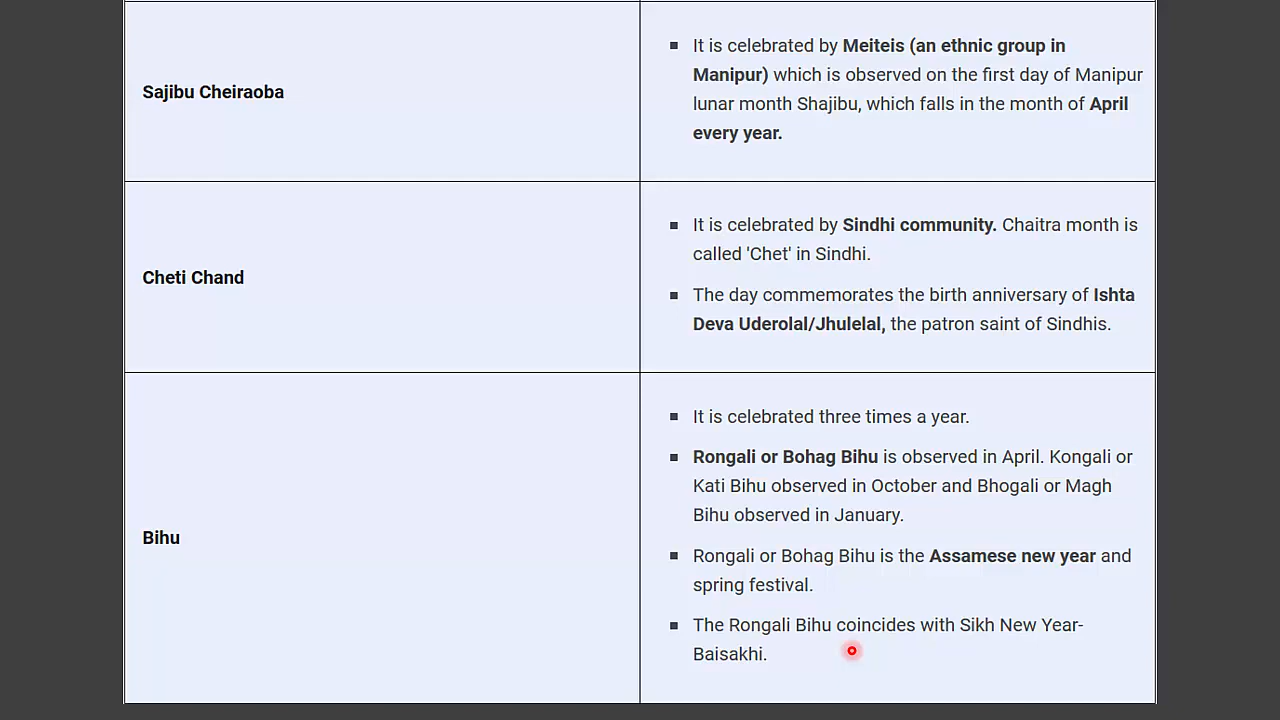 Sajibu Cheiraoba
It is celebrated by Meiteis (an ethnic group in
Manipur) which is observed on the first day of Manipur
lunar month Shajibu, which falls in the month of April
every year.
Cheti Chand
It is celebrated by Sindhi community. Chaitra month is
called 'Chet' in Sindhi.
The day commemorates the birth anniversary of Ishta
Deva Uderolal/Jhulelal, the patron saint of Sindhis.
Bihu
It is celebrated three times a year.
Rongali or Bohag Bihu is observed in April. Kongali or
Kati Bihu observed in October and Bhogali or Magh
Bihu observed in January.
Rongali or Bohag Bihu is the Assamese new year and
spring festival.
The Rongali Bihu coincides with Sikh New Year-
Baisakhi.